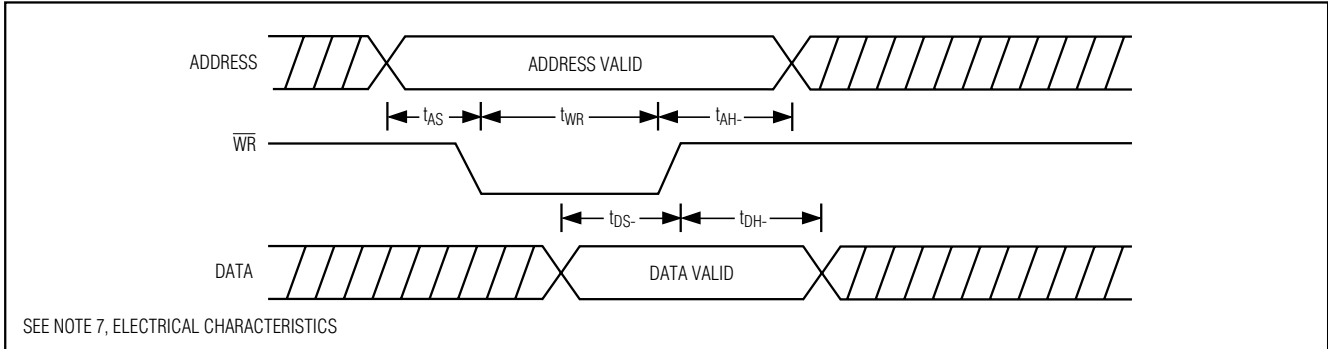 ADDRESS
ADDRESS VALID
tAS
tWR
tAH-
WR
tDS-
tDH-
DATA
DATA VALID
SEE NOTE 7, ELECTRICAL CHARACTERISTICS